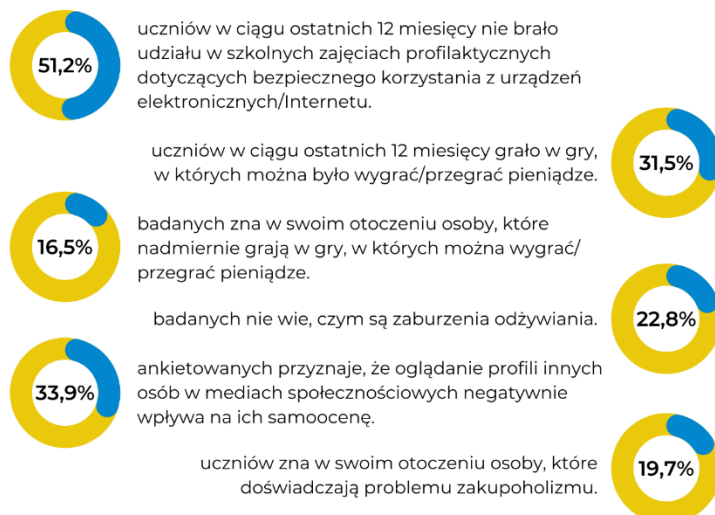 51,2%
uczniów w ciągu ostatnich 12 miesięcy nie brało
udziału w szkolnych zajęciach profilaktycznych
dotyczących bezpiecznego korzystania z urządzeń
elektronicznych/Internetu.
uczniów w ciągu ostatnich 12 miesięcy grało w gry,
w których można było wygrać/przegrać pieniądze.
31,5%
16,5%
badanych zna w swoim otoczeniu osoby, które
nadmiernie grają w gry, w których można wygrać/
przegrać pieniądze.
badanych nie wie, czym są zaburzenia odżywiania.
22,8%
33,9%
ankietowanych przyznaje, że oglądanie profili innych
osób w mediach społecznościowych negatywnie
wpływa na ich samoocenę.
uczniów zna w swoim otoczeniu osoby, które
doświadczają problemu zakupoholizmu.
19,7%